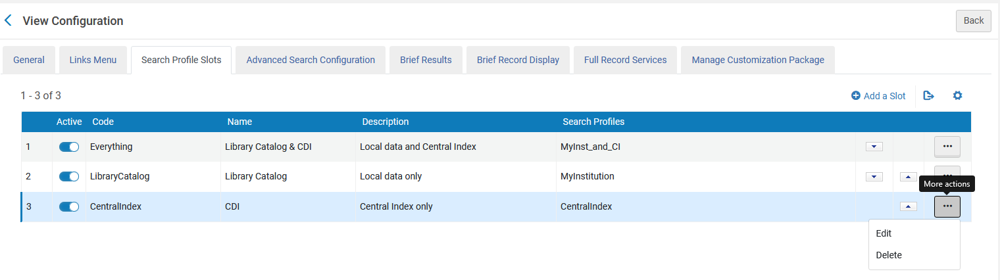 View Configuration
Back
General Links Menu Search Profile Slots Advanced Search Configuration Brief Results Brief Record Display Full Record Services Manage Customization Package
1 - 3 of 3
Add a Slot
Active Code Name Description Search Profiles
1 Everything Library Catalog & CDI Local data and Central Index MyInst_and_CI
2 LibraryCatalog Library Catalog Local data only MyInstitution
More actions
3 CentralIndex CDI Central Index only CentralIndex
Edit
Delete